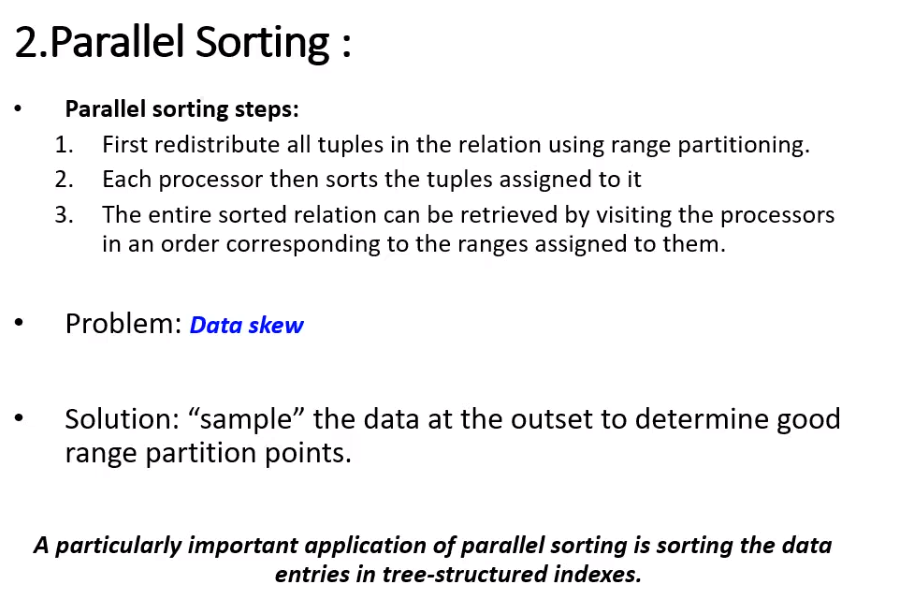 2.Parallel Sorting :
• Parallel sorting steps:
1. First redistribute all tuples in the relation using range partitioning.
2. Each processor then sorts the tuples assigned to it
3. The entire sorted relation can be retrieved by visiting the processors
in an order corresponding to the ranges assigned to them.
• Problem: Data skew
• Solution: “sample” the data at the outset to determine good
range partition points.
A particularly important application of parallel sorting is sorting the data
entries in tree-structured indexes.